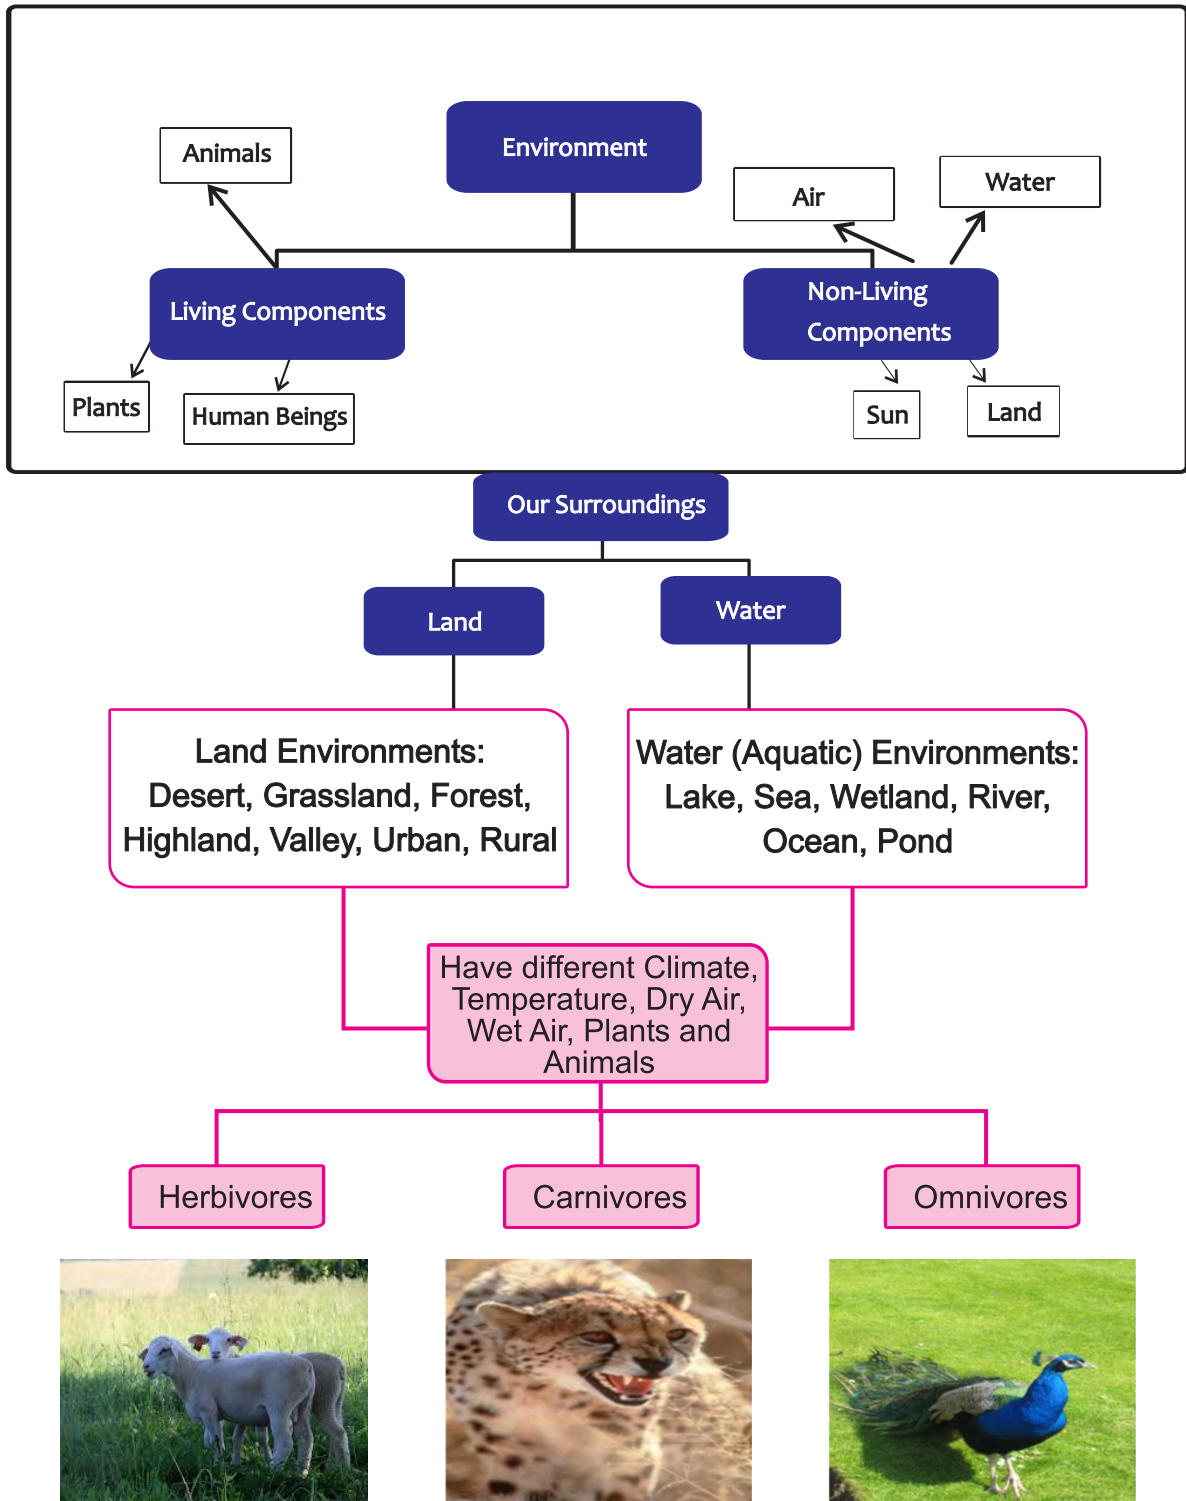 Environment
Animals
Air
Water
Living Components
Non-Living
Components
Plants
Human Beings
Sun
Land
Our Surroundings
Land
Water
Land Environments:
Desert, Grassland, Forest,
Highland, Valley, Urban, Rural
Water (Aquatic) Environments:
Lake, Sea, Wetland, River,
Ocean, Pond
Have different Climate,
Temperature, Dry Air,
Wet Air, Plants and
Animals
Herbivores
Carnivores
Omnivores